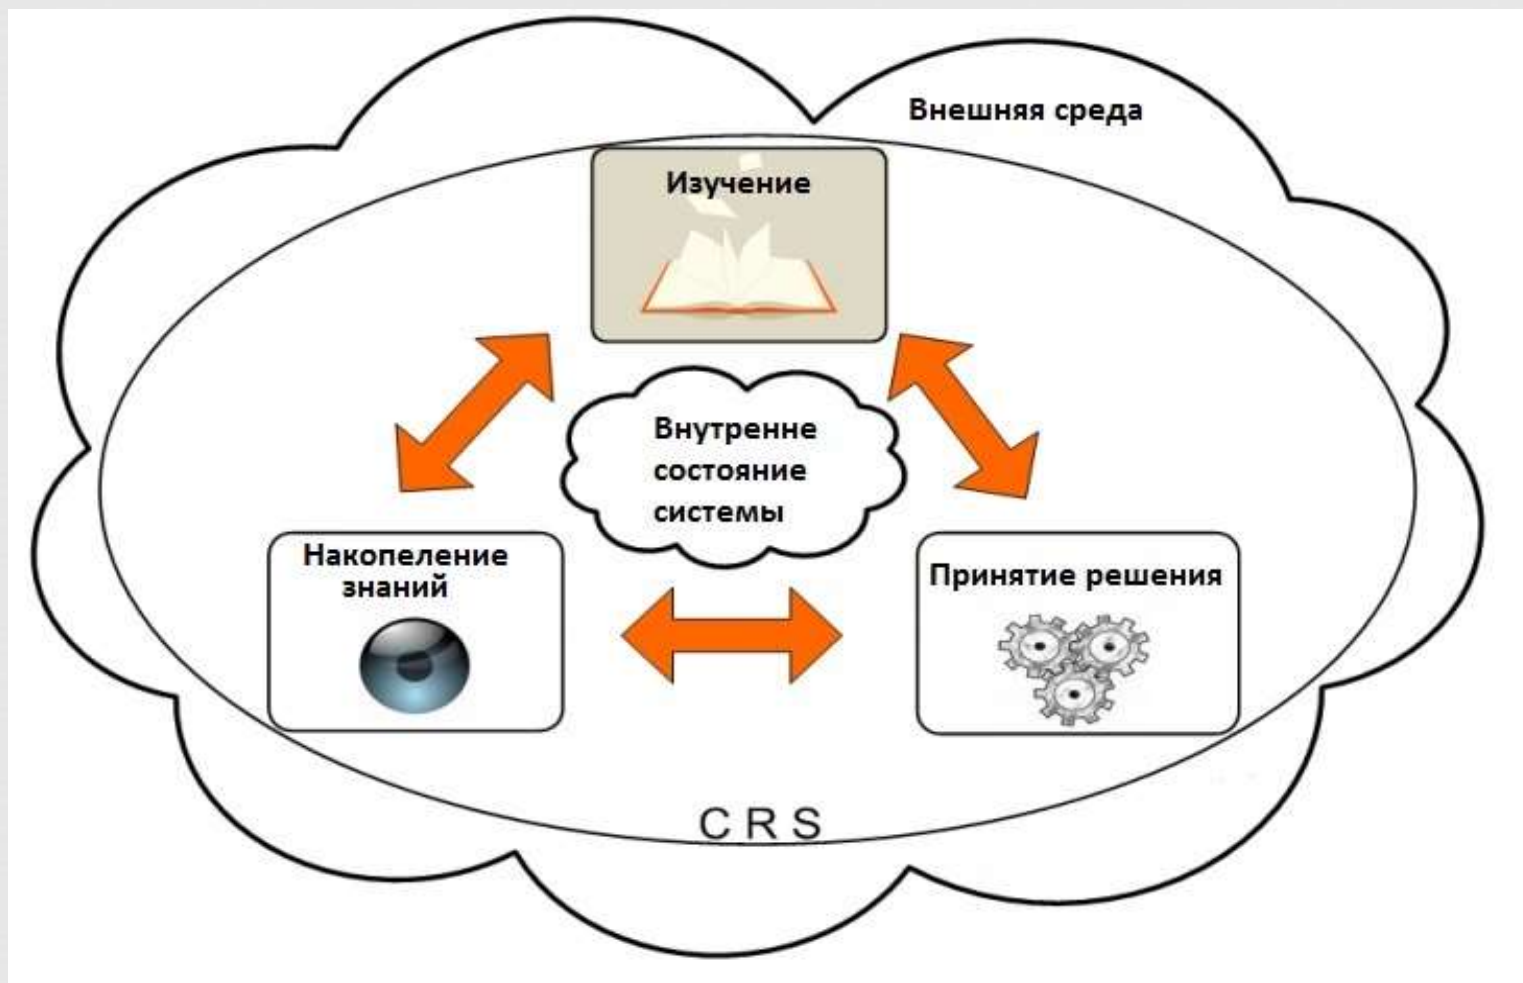 Внешняя среда
Изучение
Внутренне
состояние
системы
Накопеление
знаний
Принятие решения
C R S